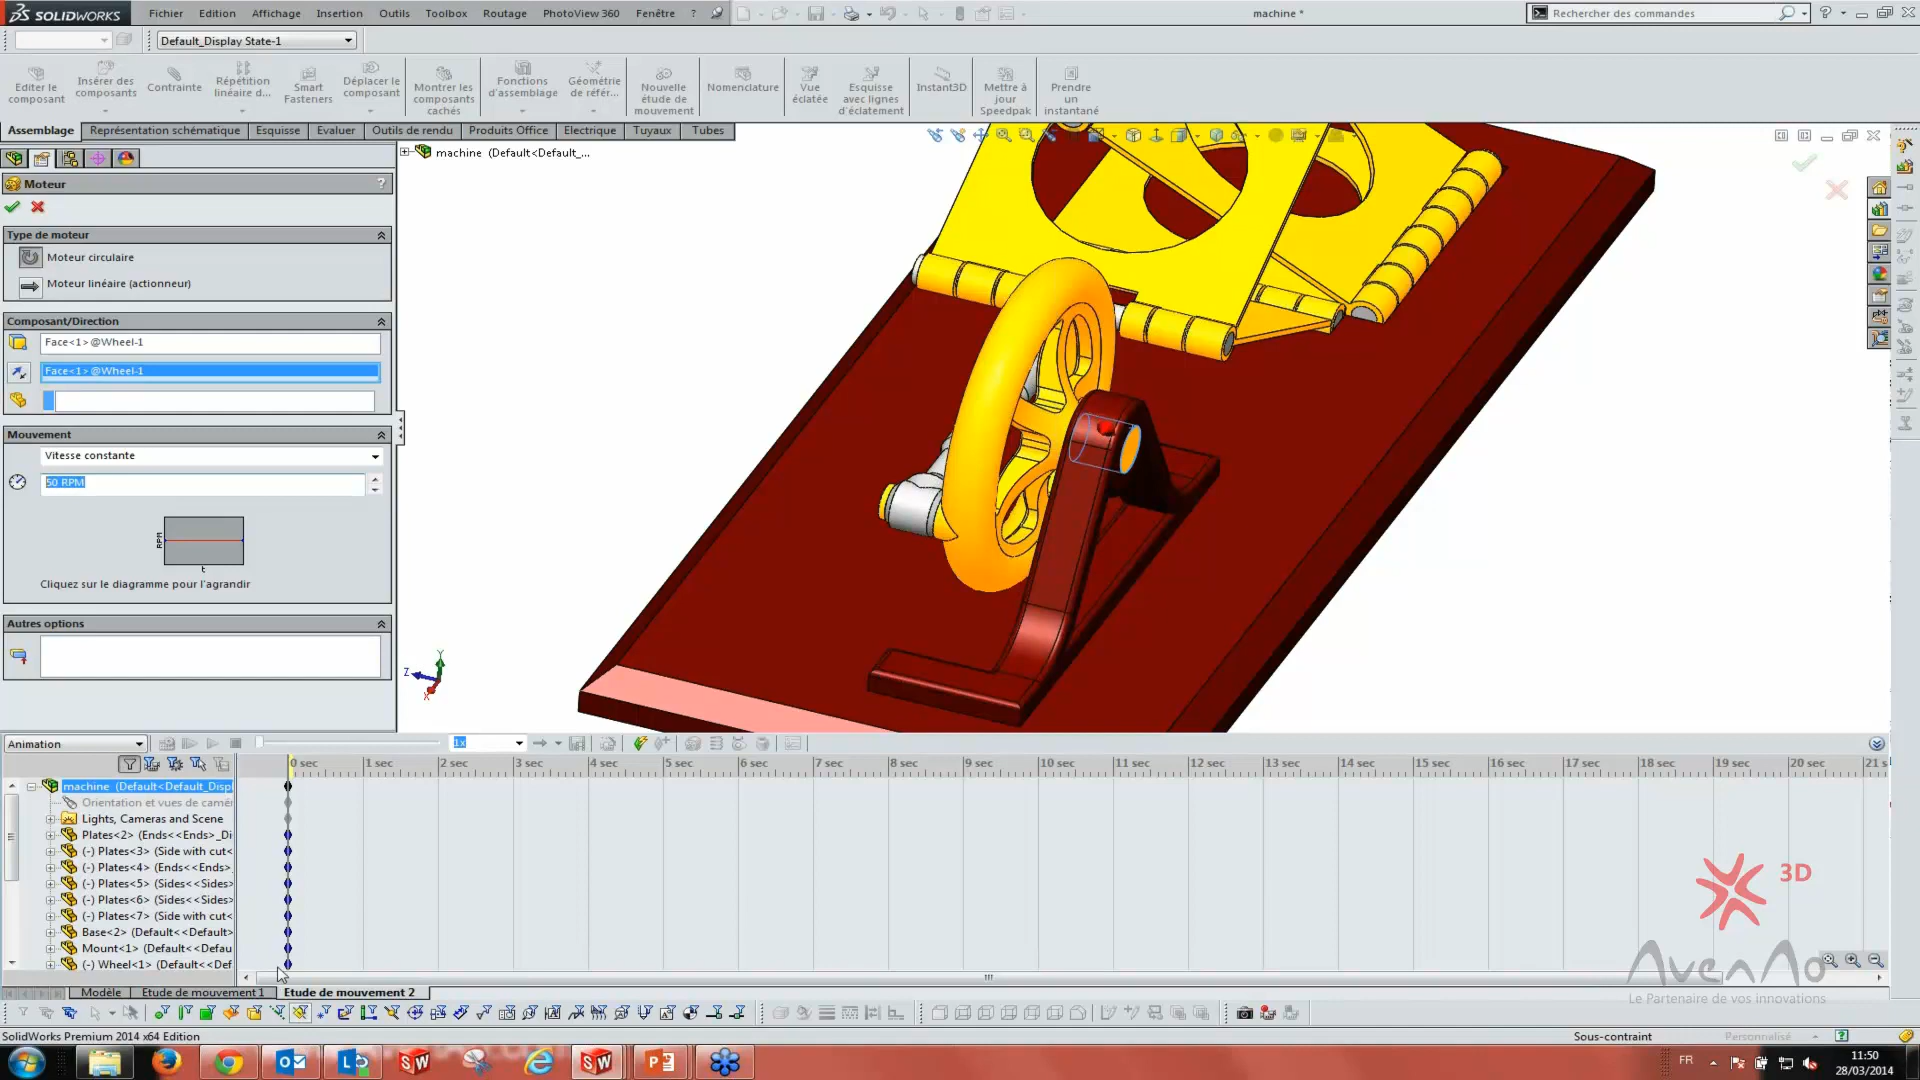 SOLIDWORKS
Fichier Edition Affichage Insertion Outils Toolbox Routage PhotoView 360 Fenêtre ?
machine *
Rechercher des commandes
Default_Display State-1
Editer le composant
Insérer des composants
Contrainte
Répétition linéaire d...
Smart Fasteners
Déplacer le composant
Montrer les composants cachés
Fonctions d'assemblage
Géométrie de référ...
Nouvelle étude de mouvement
Nomenclature
Vue éclatée
Esquisse avec lignes d'éclatement
Instant3D
Mettre à jour Speedpak
Prendre un instantané
Assemblage Représentation schématique Esquisse Evaluer Outils de rendu Produits Office Electrique Tuyaux Tubes
machine (Default<Default_...
Moteur ?
Type de moteur
Moteur circulaire
Moteur linéaire (actionneur)
Composant/Direction
Face<1>@Wheel-1
Face<1>@Wheel-1
Mouvement
Vitesse constante
50 RPM
RPM
t
Cliquez sur le diagramme pour l'agrandir
Autres options
Y
Z
X
Animation
1x
0 sec 1 sec 2 sec 3 sec 4 sec 5 sec 6 sec 7 sec 8 sec 9 sec 10 sec 11 sec 12 sec 13 sec 14 sec 15 sec 16 sec 17 sec 18 sec 19 sec 20 sec 21 s
machine (Default<Default_Displ
Orientation et vues de camér
Lights, Cameras and Scene
Plates<2> (Ends<<Ends>_Di
(-) Plates<3> (Side with cut<
(-) Plates<4> (Ends<<Ends>
(-) Plates<5> (Sides<<Sides>
(-) Plates<6> (Sides<<Sides>
(-) Plates<7> (Side with cut<
Base<2> (Default<<Default>
Mount<1> (Default<<Defau
(-) Wheel<1> (Default<<Def
3D
AvenAo
Le Partenaire de vos innovations
Modèle Etude de mouvement 1 Etude de mouvement 2
SolidWorks Premium 2014 x64 Edition
Sous-contraint
Personnalisé
FR
11:50
28/03/2014